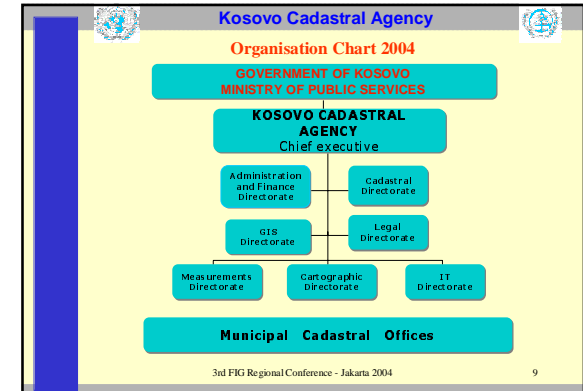 Kosovo Cadastral Agency
Organisation Chart 2004
GOVERNMENT OF KOSOVO
MINISTRY OF PUBLIC SERVICES
KOSOVO CADASTRAL
AGENCY
Chief executive
Administration
and Finance
Directorate
Cadastral
Directorate
GIS
Directorate
Legal
Directorate
Measurements
Directorate
Cartographic
Directorate
IT
Directorate
Municipal Cadastral Offices
3rd FIG Regional Conference - Jakarta 2004
9